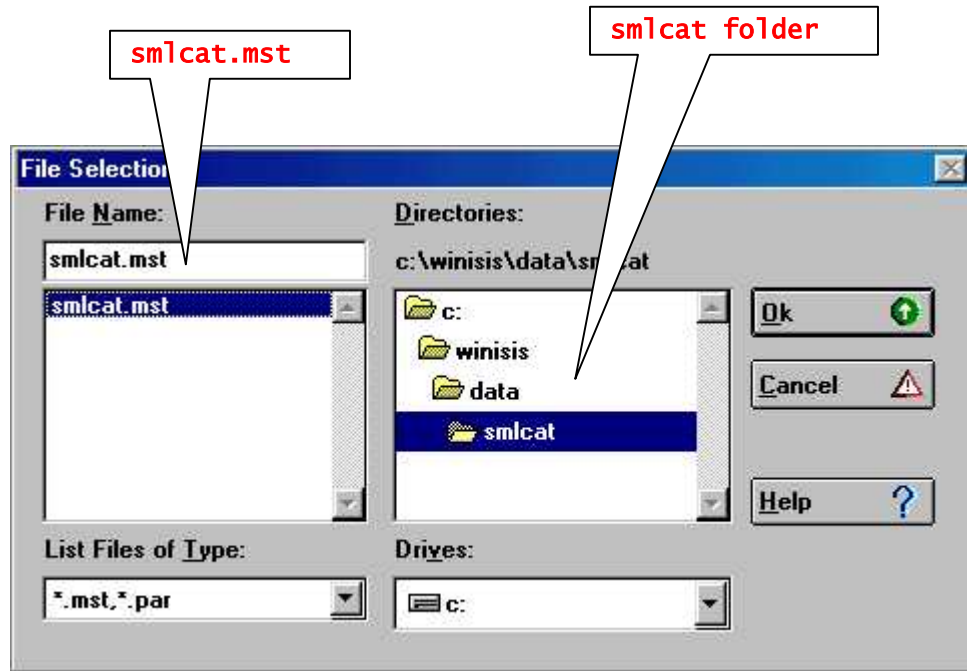 smlcat.mst
smlcat folder
File Selection
File Name:
Directories:
smlcat.mst
c:\winisis\data\smlcat
smlcat.mst
c:
winisis
data
smlcat
Ok
Cancel
Help
List Files of Type:
Drives:
*.mst,*.par
c: